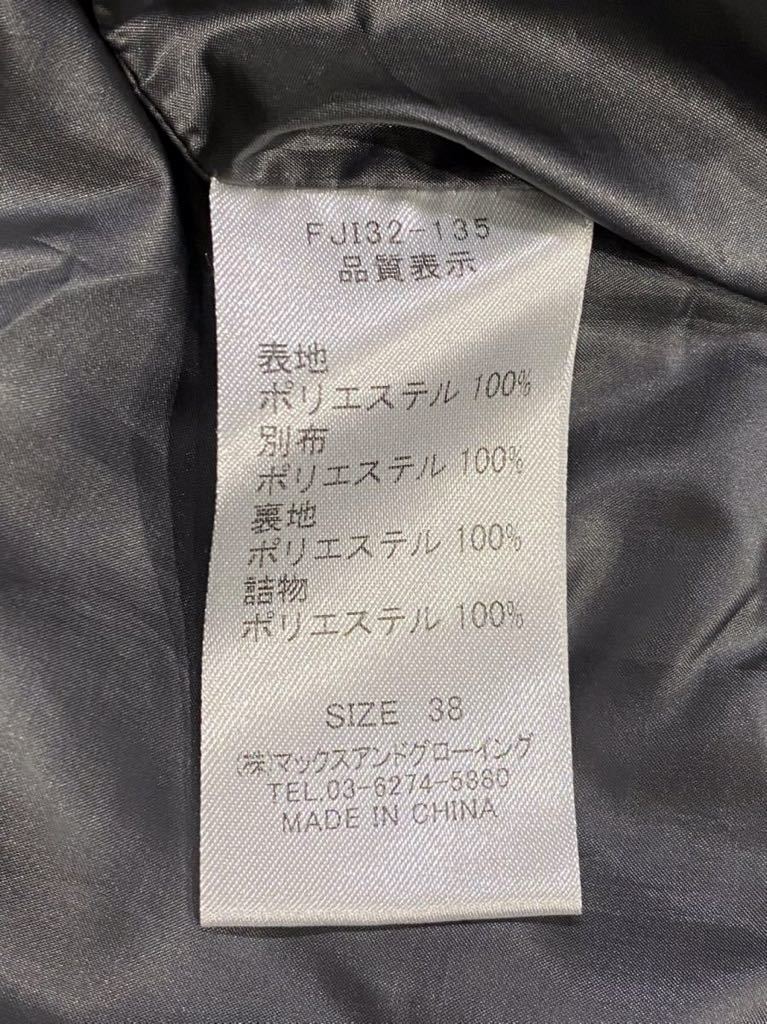 FJI32-135
品質表示
表地
ポリエステル 100%
別布
ポリエステル 100%
裏地
ポリエステル 100%
詰物
ポリエステル 100%
SIZE 38
(株)マックスアンドグローイング
TEL.03-6274-5880
MADE IN CHINA